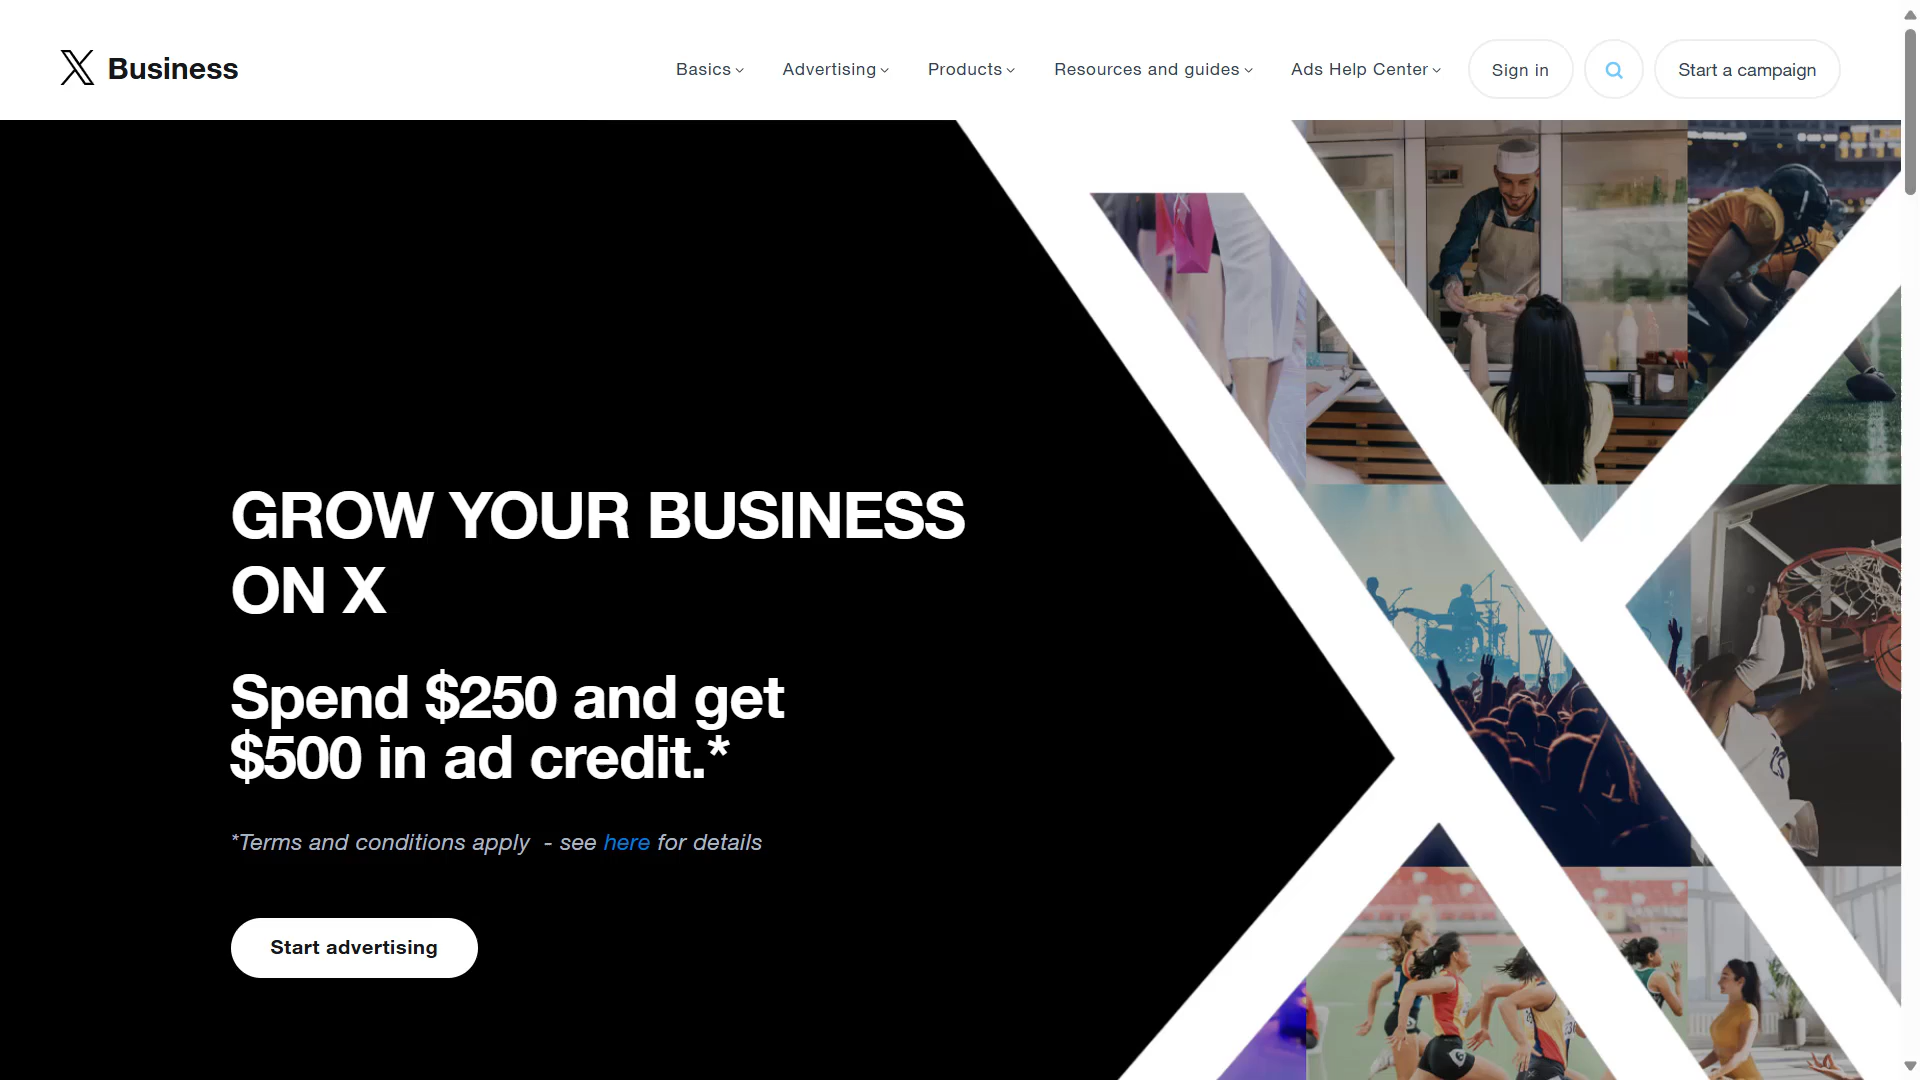 X Business
Basics
Advertising
Products
Resources and guides
Ads Help Center
Sign in
Start a campaign
GROW YOUR BUSINESS
ON X
Spend $250 and get
$500 in ad credit.*
*Terms and conditions apply - see here for details
Start advertising